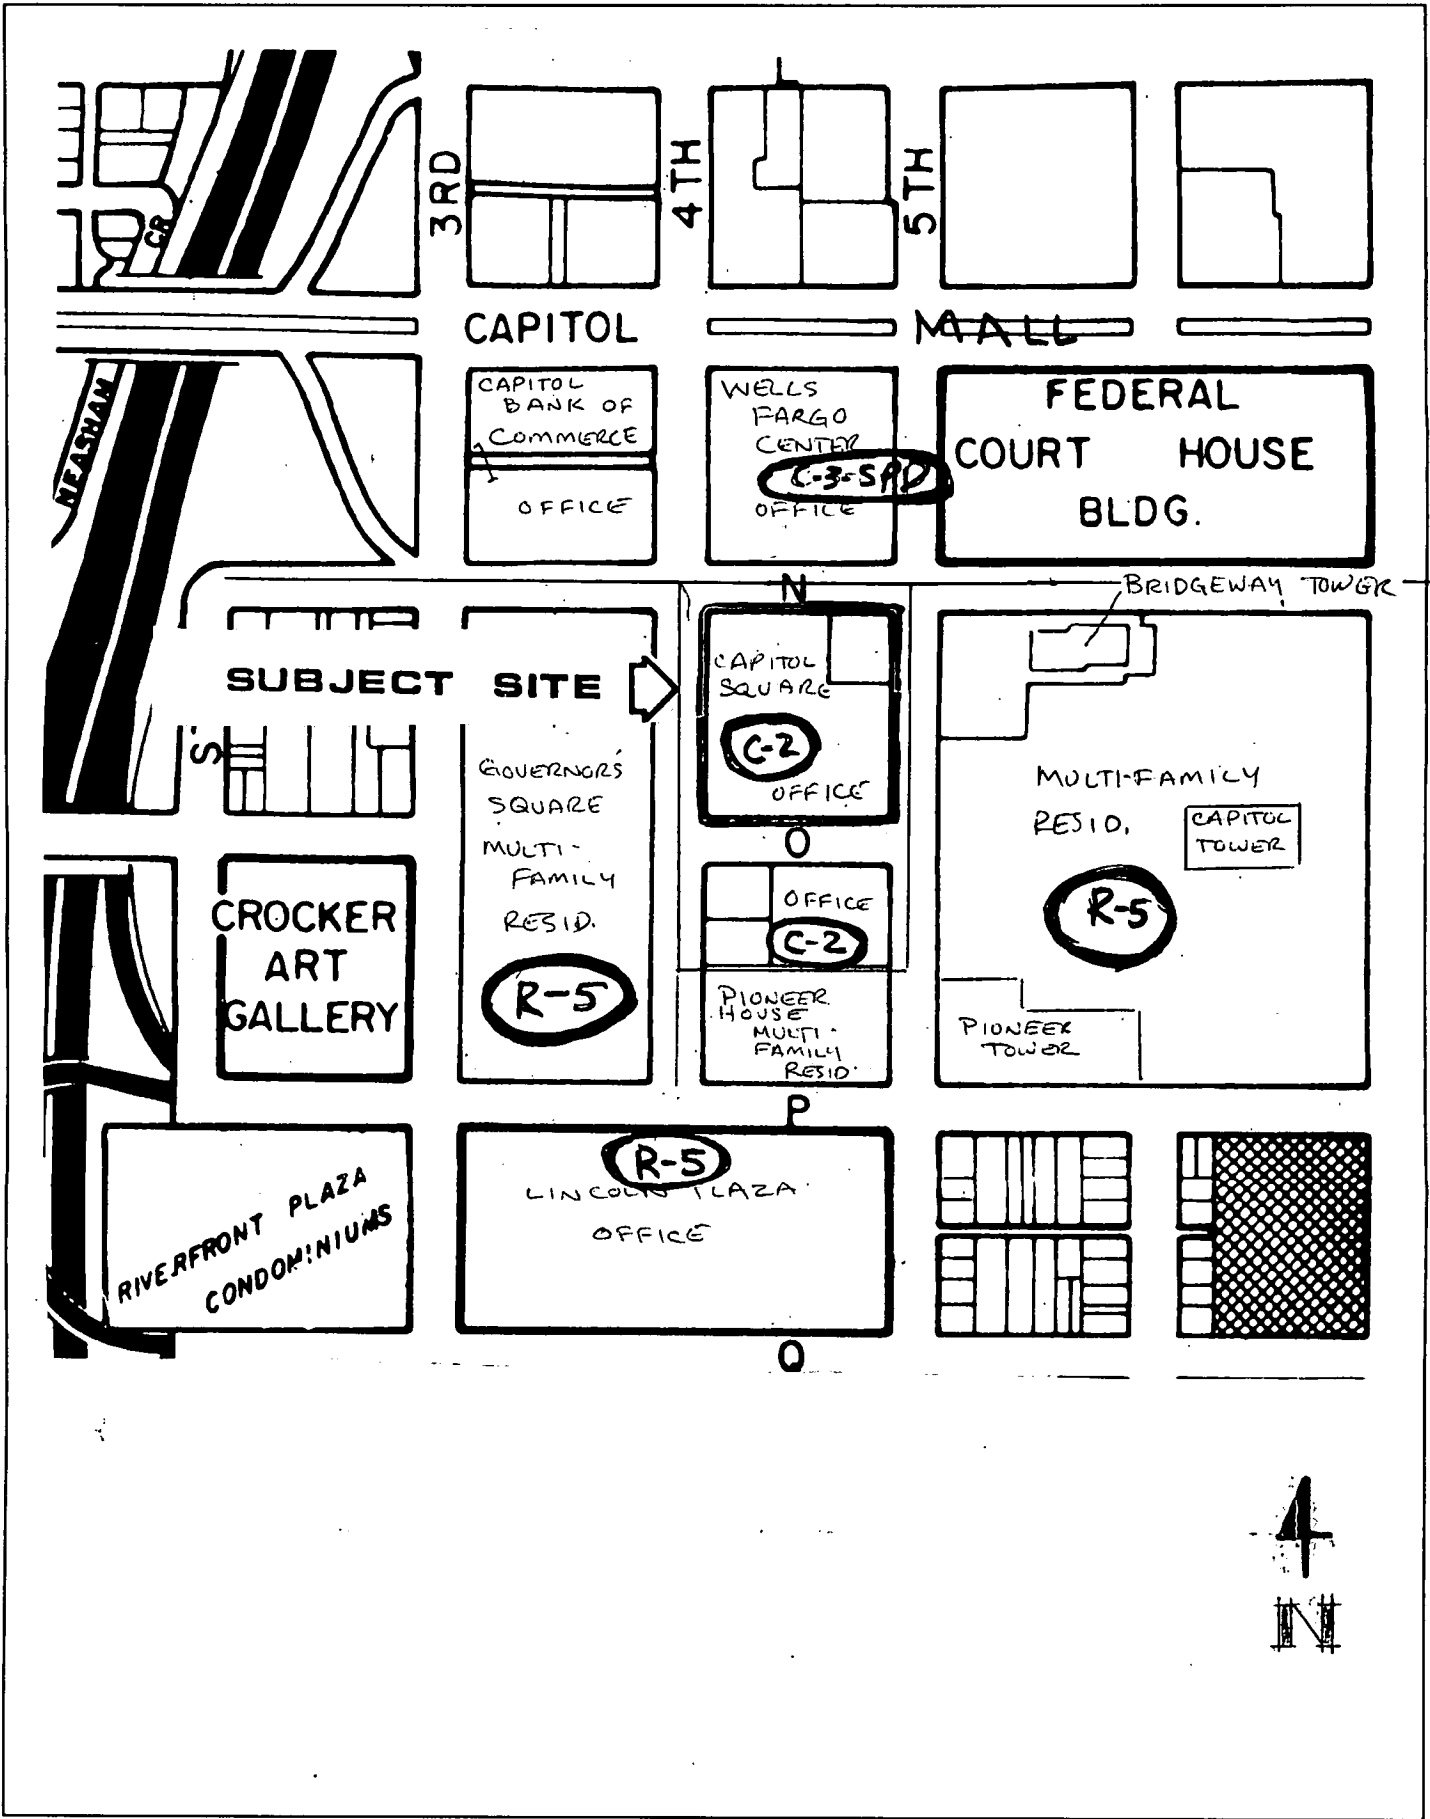 3RD
4TH
5TH
CR
CAPITOL MALL
NEASHAM
CAPITOL
BANK OF
COMMERCE
OFFICE
WELLS
FARGO
CENTER
C-3-SPD
OFFICE
FEDERAL
COURT HOUSE
BLDG.
N
BRIDGEWAY TOWER
SUBJECT SITE
CAPITOL
SQUARE
C-2
OFFICE
GOVERNORS'
SQUARE
MULTI-
FAMILY
RESID.
R-5
MULTI-FAMILY
RESID.
CAPITOL
TOWER
R-5
O
OFFICE
C-2
CROCKER
ART
GALLERY
PIONEER
HOUSE
MULTI-
FAMILY
RESID.
PIONEER
TOWER
P
R-5
LINCOLN PLAZA
OFFICE
RIVERFRONT PLAZA
CONDOMINIUMS
Q
N